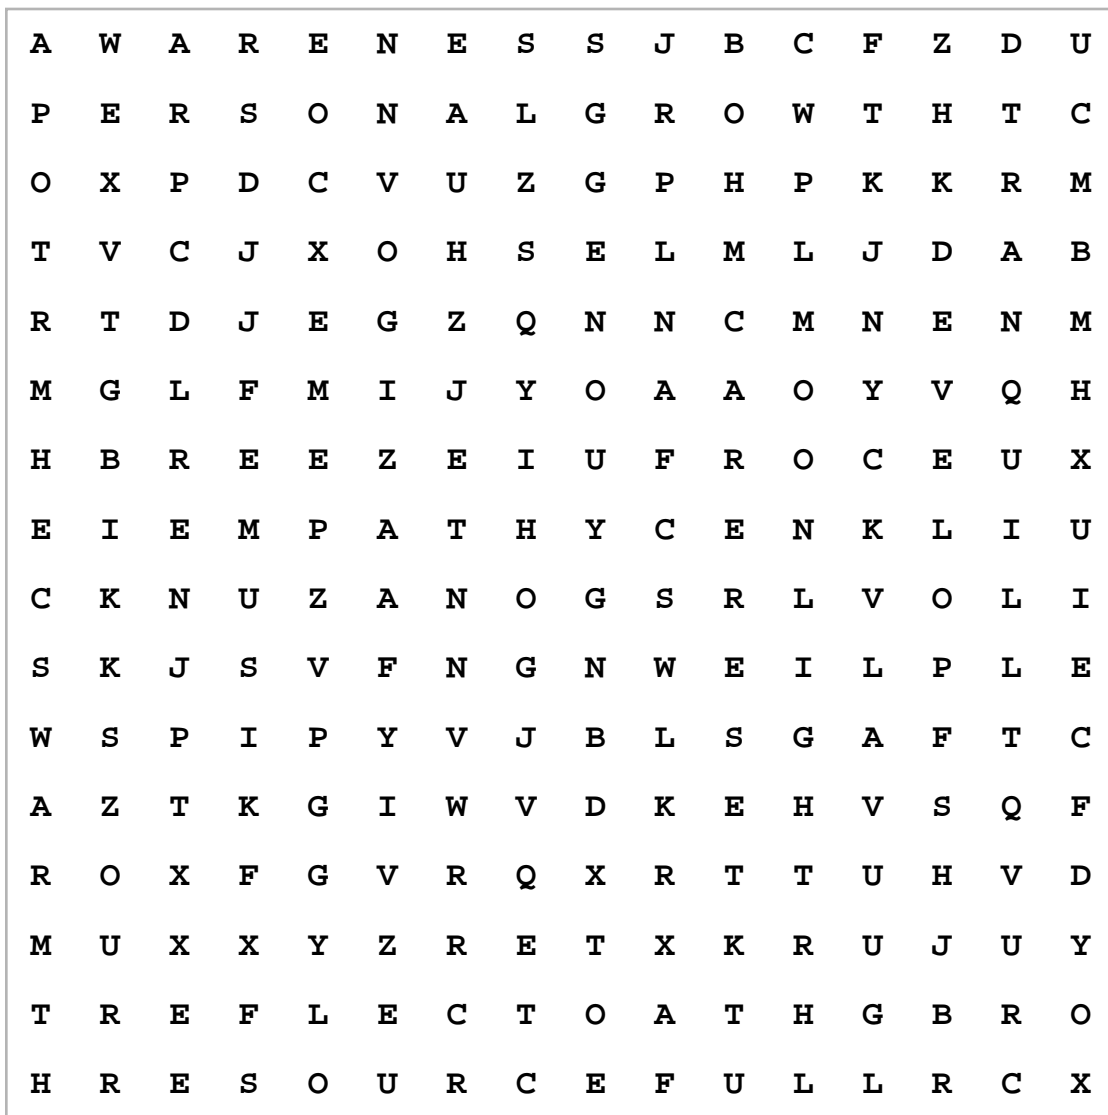 A W A R E N E S S J B C F Z D U
P E R S O N A L G R O W T H T C
O X P D C V U Z G P H P K K R M
T V C J X O H S E L M L J D A B
R T D J E G Z Q N N C M N E N M
M G L F M I J Y O A A O Y V Q H
H B R E E Z E I U F R O C E U X
E I E M P A T H Y C E N K L I U
C K N U Z A N O G S R L V O L I
S K J S V F N G N W E I L P L E
W S P I P Y V J B L S G A F T C
A Z T K G I W V D K E H V S Q F
R O X F G V R Q X R T T U H V D
M U X X Y Z R E T X K R U J U Y
T R E F L E C T O A T H G B R O
H R E S O U R C E F U L L R C X